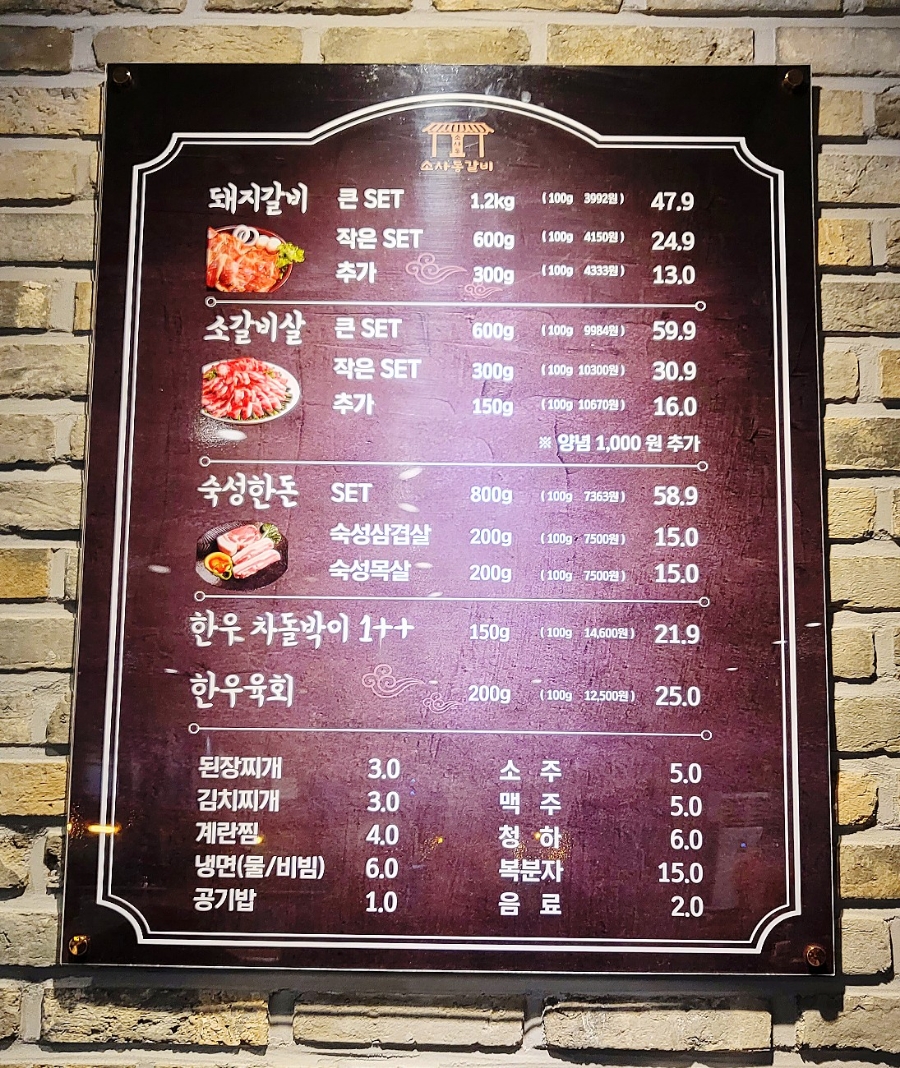 소사동갈비
돼지갈비 큰 SET 1.2kg (100g 3992원) 47.9
작은 SET 600g (100g 4150원) 24.9
추가 300g (100g 4333원) 13.0
소갈비살 큰 SET 600g (100g 9984원) 59.9
작은 SET 300g (100g 10300원) 30.9
추가 150g (100g 10670원) 16.0
※ 양념 1,000 원 추가
숙성한돈 SET 800g (100g 7363원) 58.9
숙성삼겹살 200g (100g 7500원) 15.0
숙성목살 200g (100g 7500원) 15.0
한우 차돌박이 1++ 150g (100g 14,600원) 21.9
한우육회 200g (100g 12,500원) 25.0
된장찌개 3.0 소 주 5.0
김치찌개 3.0 맥 주 5.0
계란찜 4.0 청 하 6.0
냉면(물/비빔) 6.0 복분자 15.0
공기밥 1.0 음 료 2.0